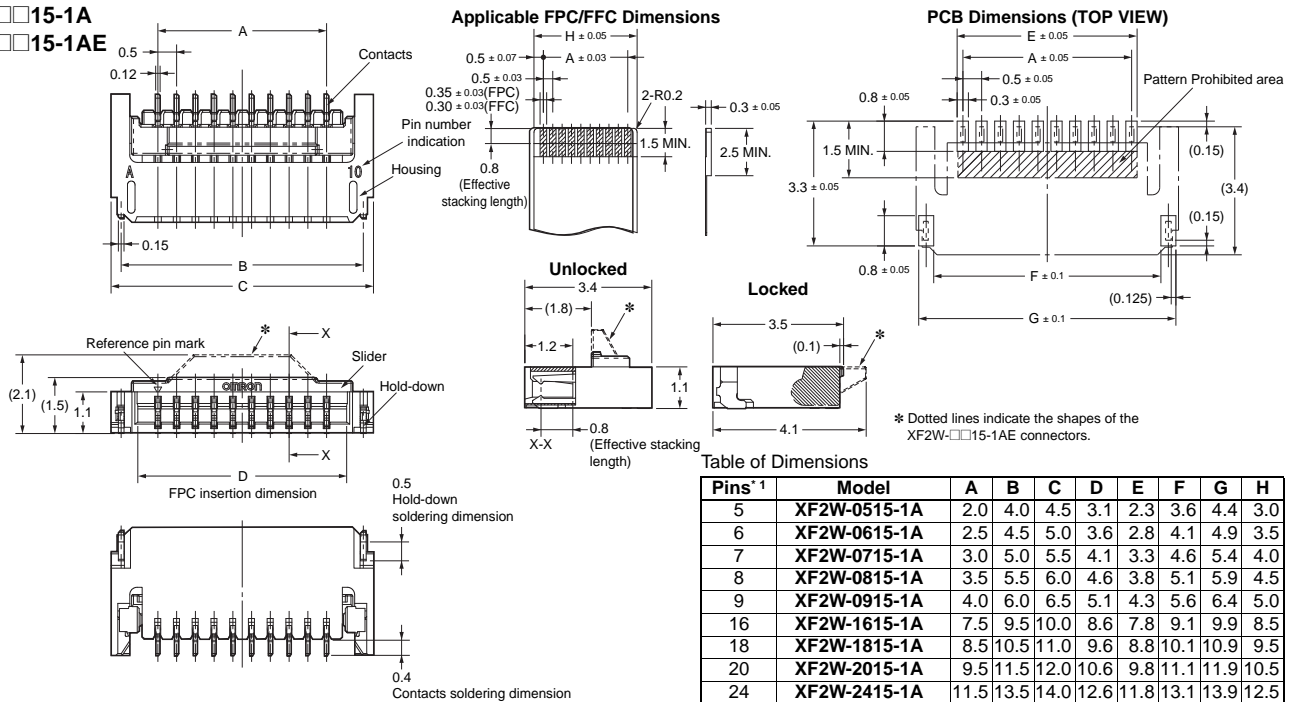 □□15-1A
□□15-1AE
A
0.5
0.12
Contacts
Pin number
indication
Housing
A
10
0.15
B
C
Applicable FPC/FFC Dimensions
H ± 0.05
0.5 ± 0.07
A ± 0.03
0.5 ± 0.03
0.35 ± 0.03(FPC)
0.30 ± 0.03(FFC)
2-R0.2
0.3 ± 0.05
1.5 MIN.
2.5 MIN.
0.8
(Effective
stacking length)
PCB Dimensions (TOP VIEW)
E ± 0.05
A ± 0.05
0.5 ± 0.05
0.3 ± 0.05
Pattern Prohibited area
0.8 ± 0.05
1.5 MIN.
3.3 ± 0.05
(0.15)
(3.4)
(0.15)
0.8 ± 0.05
F ± 0.1
(0.125)
G ± 0.1
Reference pin mark
*
X
Slider
Hold-down
OMRON
(2.1)
(1.5)
1.1
X
D
FPC insertion dimension
Unlocked
3.4
(1.8)
*
1.2
1.1
X-X
0.8
(Effective stacking
length)
Locked
3.5
(0.1)
*
4.1
* Dotted lines indicate the shapes of the
XF2W-□□15-1AE connectors.
0.5
Hold-down
soldering dimension
0.4
Contacts soldering dimension
Table of Dimensions
Pins*1 Model A B C D E F G H
5 XF2W-0515-1A 2.0 4.0 4.5 3.1 2.3 3.6 4.4 3.0
6 XF2W-0615-1A 2.5 4.5 5.0 3.6 2.8 4.1 4.9 3.5
7 XF2W-0715-1A 3.0 5.0 5.5 4.1 3.3 4.6 5.4 4.0
8 XF2W-0815-1A 3.5 5.5 6.0 4.6 3.8 5.1 5.9 4.5
9 XF2W-0915-1A 4.0 6.0 6.5 5.1 4.3 5.6 6.4 5.0
16 XF2W-1615-1A 7.5 9.5 10.0 8.6 7.8 9.1 9.9 8.5
18 XF2W-1815-1A 8.5 10.5 11.0 9.6 8.8 10.1 10.9 9.5
20 XF2W-2015-1A 9.5 11.5 12.0 10.6 9.8 11.1 11.9 10.5
24 XF2W-2415-1A 11.5 13.5 14.0 12.6 11.8 13.1 13.9 12.5